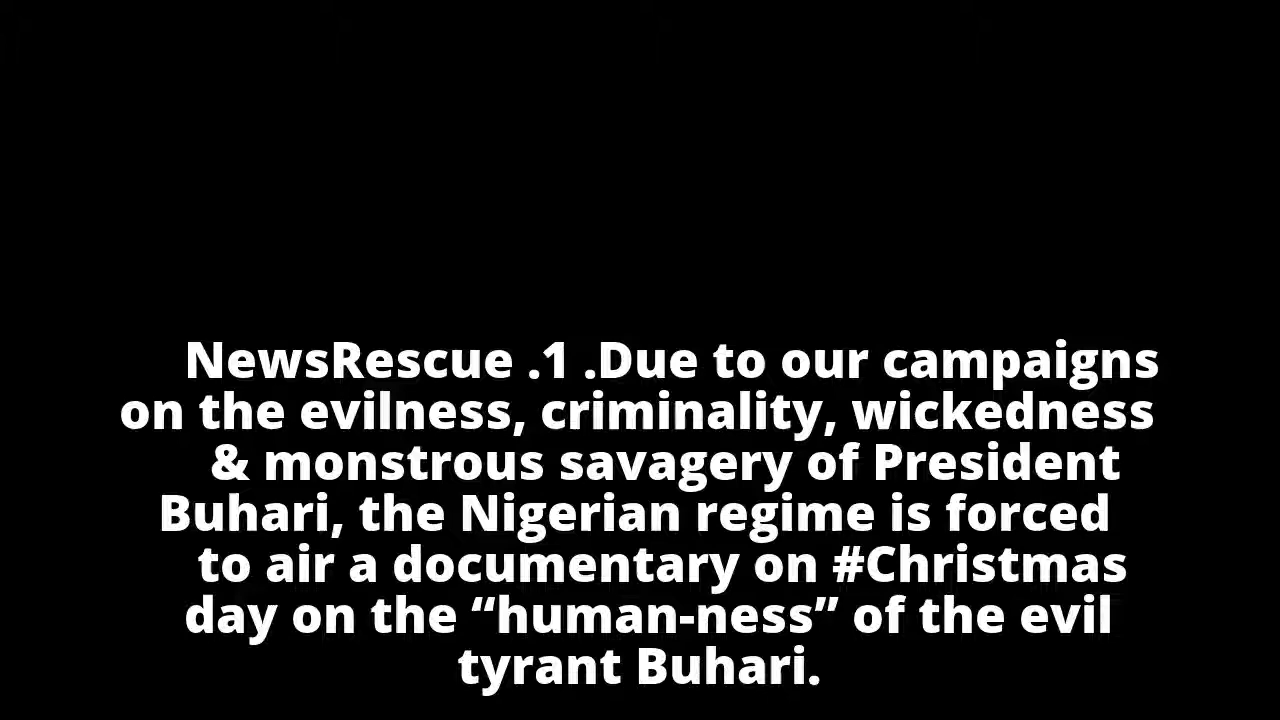 NewsRescue .1 .Due to our campaigns
on the evilness, criminality, wickedness
& monstrous savagery of President
Buhari, the Nigerian regime is forced
to air a documentary on #Christmas
day on the “human-ness” of the evil
tyrant Buhari.